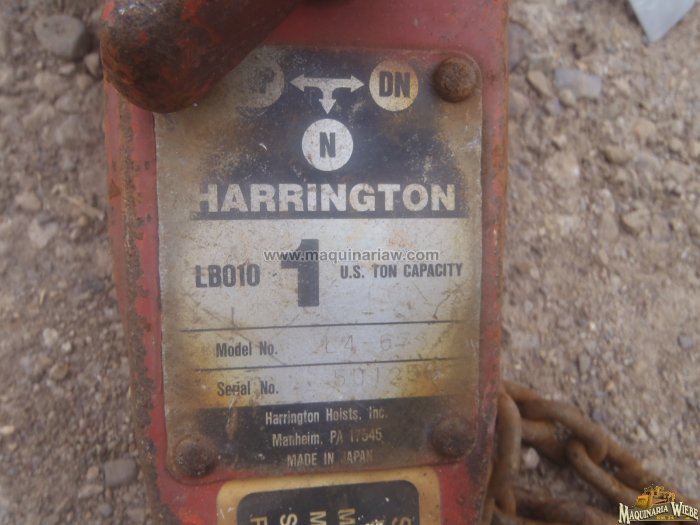 DN
N
HARRINGTON
www.maquinariaw.com
LB010 1 U.S. TON CAPACITY
Model No.
Serial No.
Harrington Hoists, Inc.
Manheim, PA 17545
MADE IN JAPAN
MAQUINARIA WIEBE